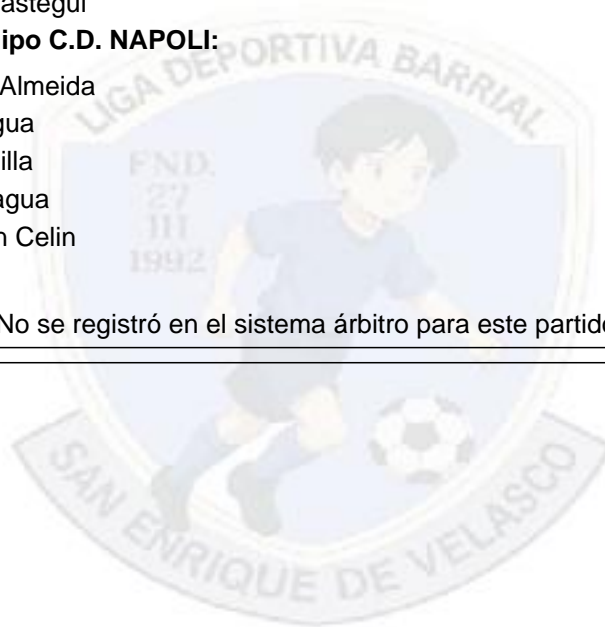 astegui
ipo C.D. NAPOLI:
Almeida
gua
illa
agua
n Celin
No se registró en el sistema árbitro para este partido
LIGA DEPORTIVA BARRIAL
FND.
27
III
1992
SAN ENRIQUE DE VELASCO